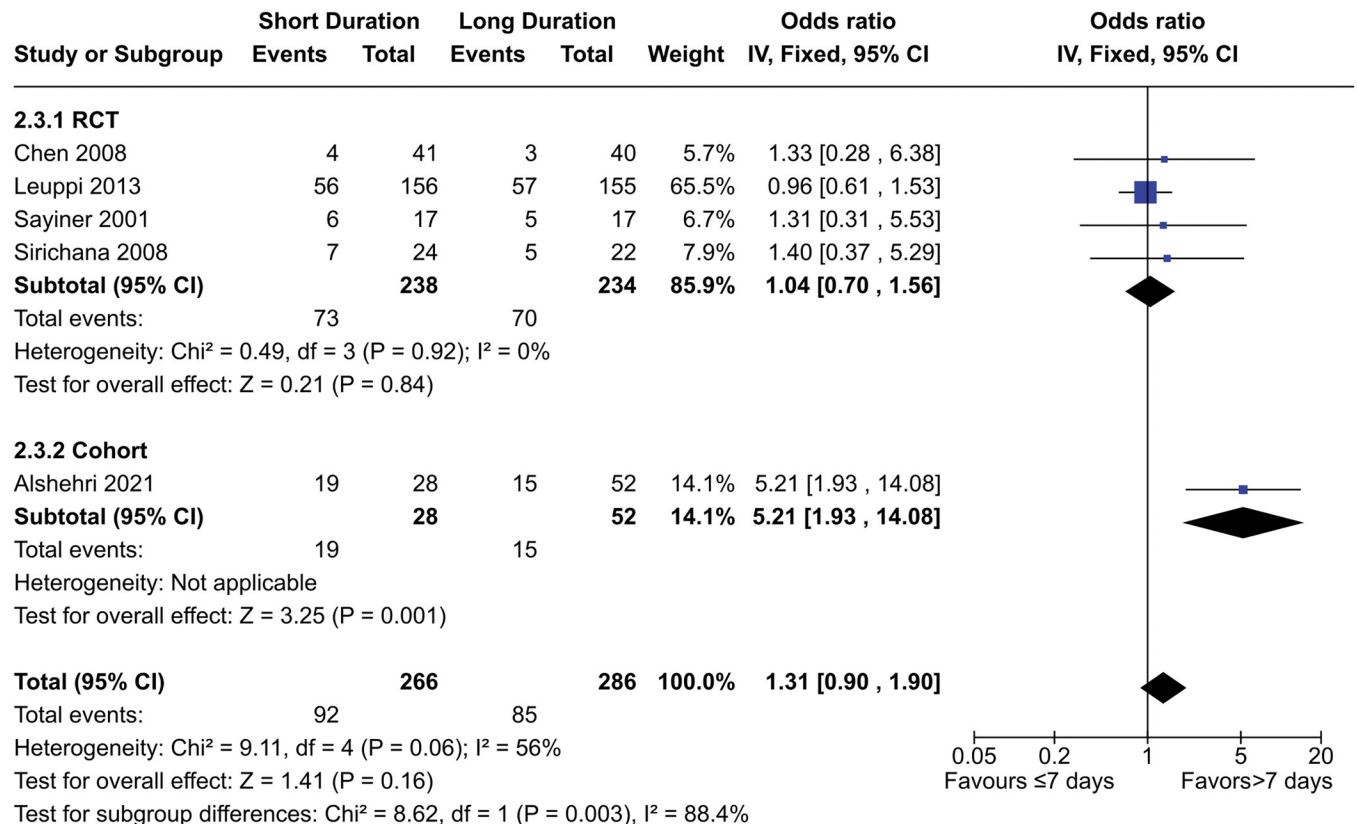 Short Duration Long Duration Odds ratio Odds ratio
Study or Subgroup Events Total Events Total Weight IV, Fixed, 95% CI IV, Fixed, 95% CI
2.3.1 RCT
Chen 2008 4 41 3 40 5.7% 1.33 [0.28 , 6.38]
Leuppi 2013 56 156 57 155 65.5% 0.96 [0.61 , 1.53]
Sayiner 2001 6 17 5 17 6.7% 1.31 [0.31 , 5.53]
Sirichana 2008 7 24 5 22 7.9% 1.40 [0.37 , 5.29]
Subtotal (95% CI) 238 234 85.9% 1.04 [0.70 , 1.56]
Total events: 73 70
Heterogeneity: Chi² = 0.49, df = 3 (P = 0.92); I² = 0%
Test for overall effect: Z = 0.21 (P = 0.84)
2.3.2 Cohort
Alshehri 2021 19 28 15 52 14.1% 5.21 [1.93 , 14.08]
Subtotal (95% CI) 28 52 14.1% 5.21 [1.93 , 14.08]
Total events: 19 15
Heterogeneity: Not applicable
Test for overall effect: Z = 3.25 (P = 0.001)
Total (95% CI) 266 286 100.0% 1.31 [0.90 , 1.90]
Total events: 92 85
Heterogeneity: Chi² = 9.11, df = 4 (P = 0.06); I² = 56%
Test for overall effect: Z = 1.41 (P = 0.16)
Test for subgroup differences: Chi² = 8.62, df = 1 (P = 0.003), I² = 88.4%
0.05 0.2 1 5 20
Favours ≤7 days Favors>7 days